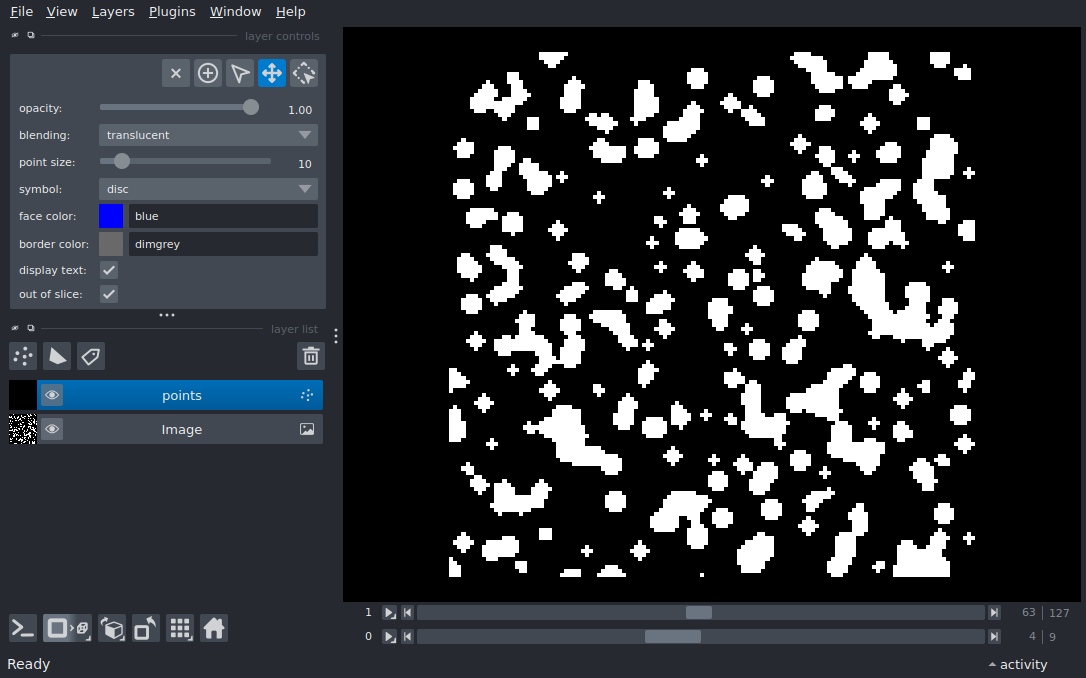 File View Layers Plugins Window Help
layer controls
opacity: 1.00
blending: translucent
point size: 10
symbol: disc
face color: blue
border color: dimgrey
display text:
out of slice:
layer list
points
Image
1 63 127
0 4 9
Ready activity